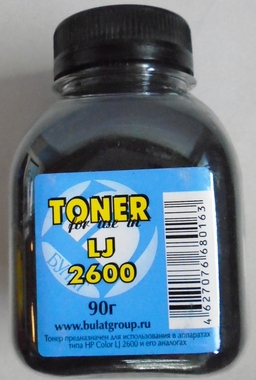 TONER
for use in
LJ
2600
90г
www.bulatgroup.ru
Тонер предназначен для использования в аппаратах
типа HP Color LJ 2600 и его аналогах
4627076680163